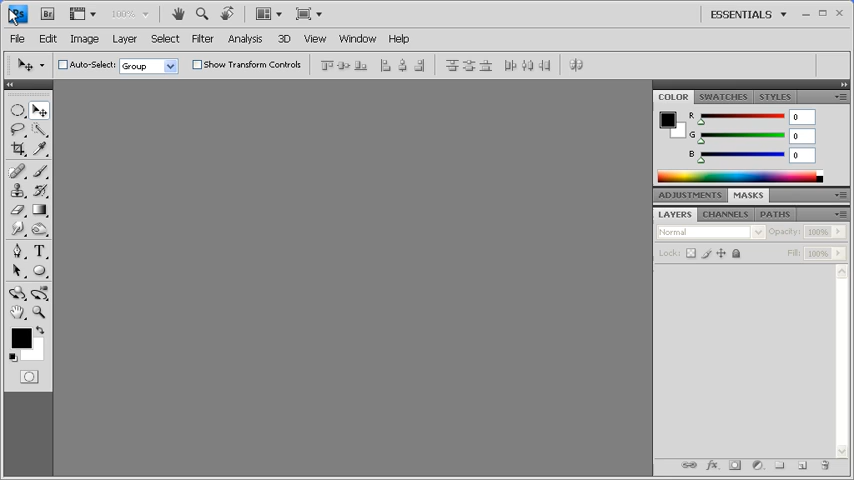 Ps Br 100% ESSENTIALS
File Edit Image Layer Select Filter Analysis 3D View Window Help
Auto-Select: Group Show Transform Controls
COLOR SWATCHES STYLES
R 0
G 0
B 0
ADJUSTMENTS MASKS
LAYERS CHANNELS PATHS
Normal Opacity: 100%
Lock: Fill: 100%
T
fx